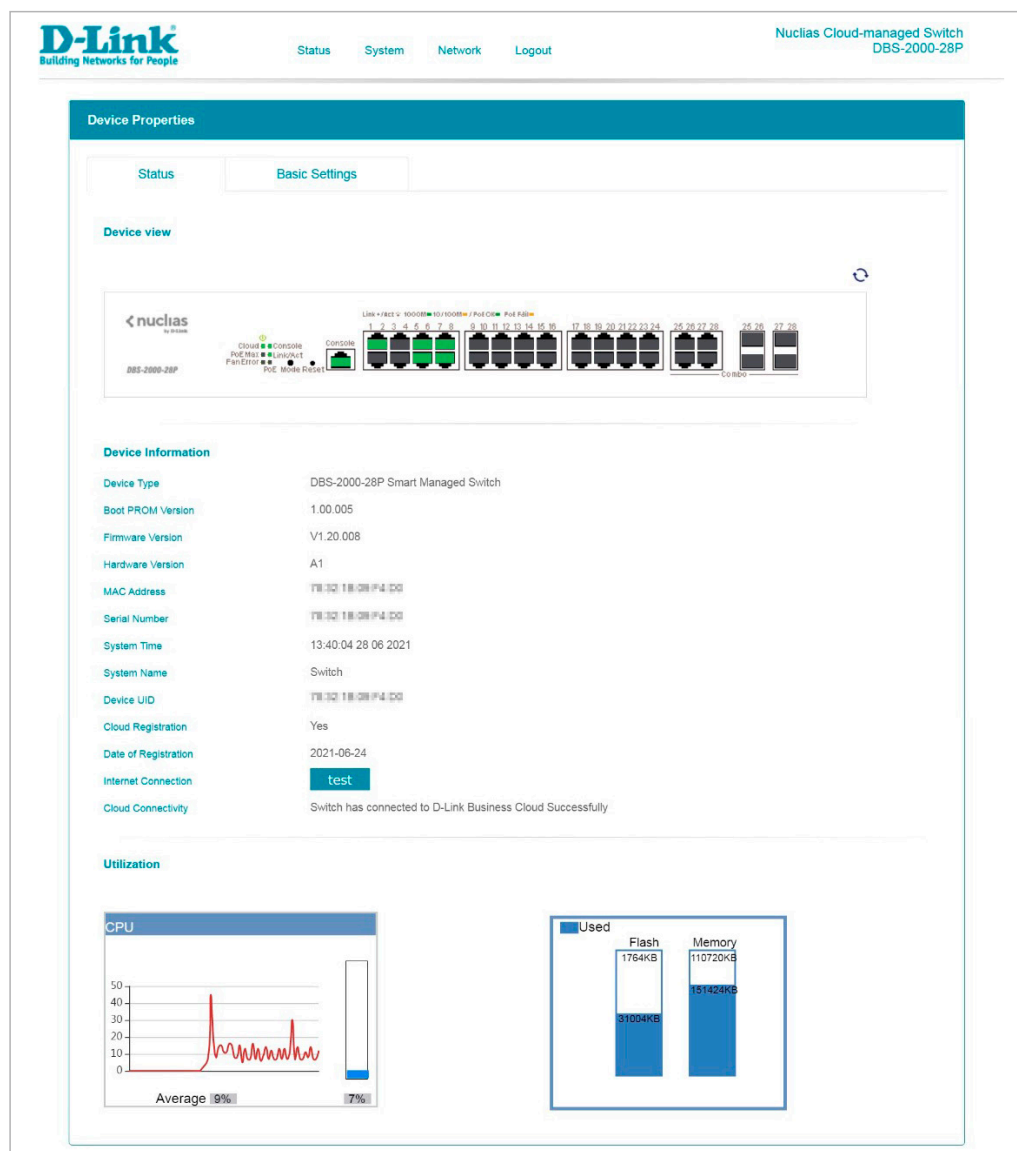 D-Link
Building Networks for People
Status System Network Logout
Nuclias Cloud-managed Switch
DBS-2000-28P
Device Properties
Status Basic Settings
Device view
nuclias
by D-Link
DBS-2000-28P
Cloud Console
PoE Max Link/Act
Fan Error
PoE Mode Reset
Console
1 2 3 4 5 6 7 8 9 10 11 12 13 14 15 16 17 18 19 20 21 22 23 24 25 26 27 28 25 26 27 28
Combo
Device Information
Device Type DBS-2000-28P Smart Managed Switch
Boot PROM Version 1.00.005
Firmware Version V1.20.008
Hardware Version A1
MAC Address
Serial Number
System Time 13:40:04 28 06 2021
System Name Switch
Device UID
Cloud Registration Yes
Date of Registration 2021-06-24
Internet Connection test
Cloud Connectivity Switch has connected to D-Link Business Cloud Successfully
Utilization
CPU
50
40
30
20
10
0
Average 9% 7%
Used
Flash Memory
1764KB 110720KB
151424KB
31004KB